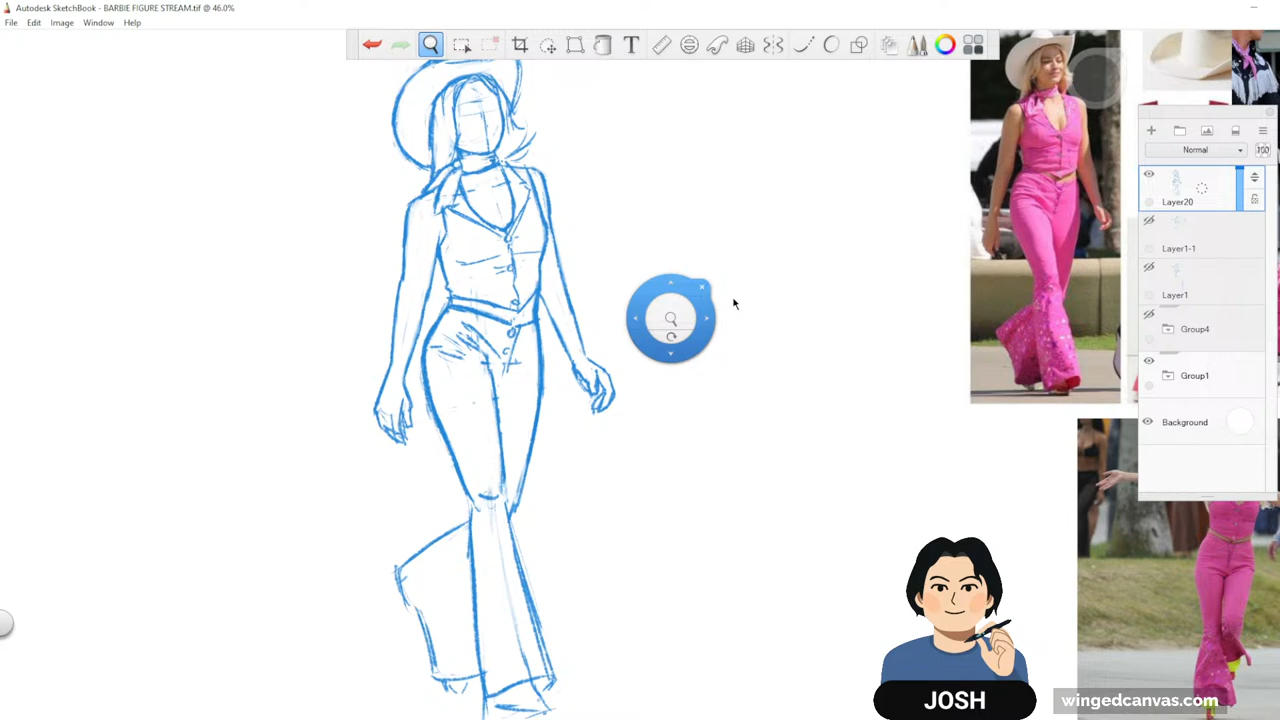 Autodesk SketchBook - BARBIE FIGURE STREAM.tif @ 46.0%
File Edit Image Window Help
T
Normal
100
Layer20
Layer1-1
Layer1
Group4
Group1
Background
JOSH
wingedcanvas.com